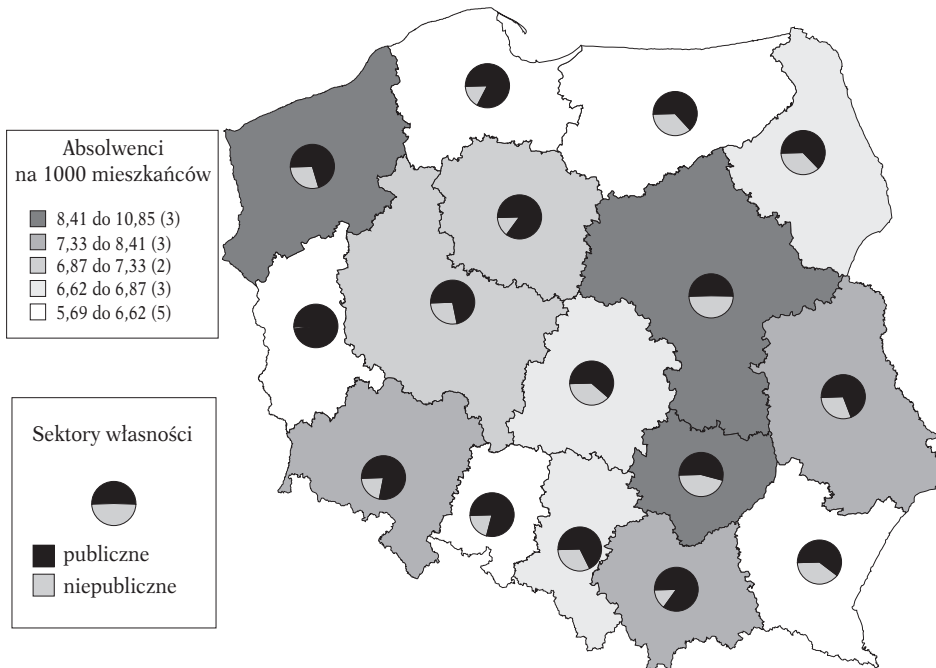 Absolwenci
na 1000 mieszkańców
8,41 do 10,85 (3)
7,33 do 8,41 (3)
6,87 do 7,33 (2)
6,62 do 6,87 (3)
5,69 do 6,62 (5)
Sektory własności
publiczne
niepubliczne